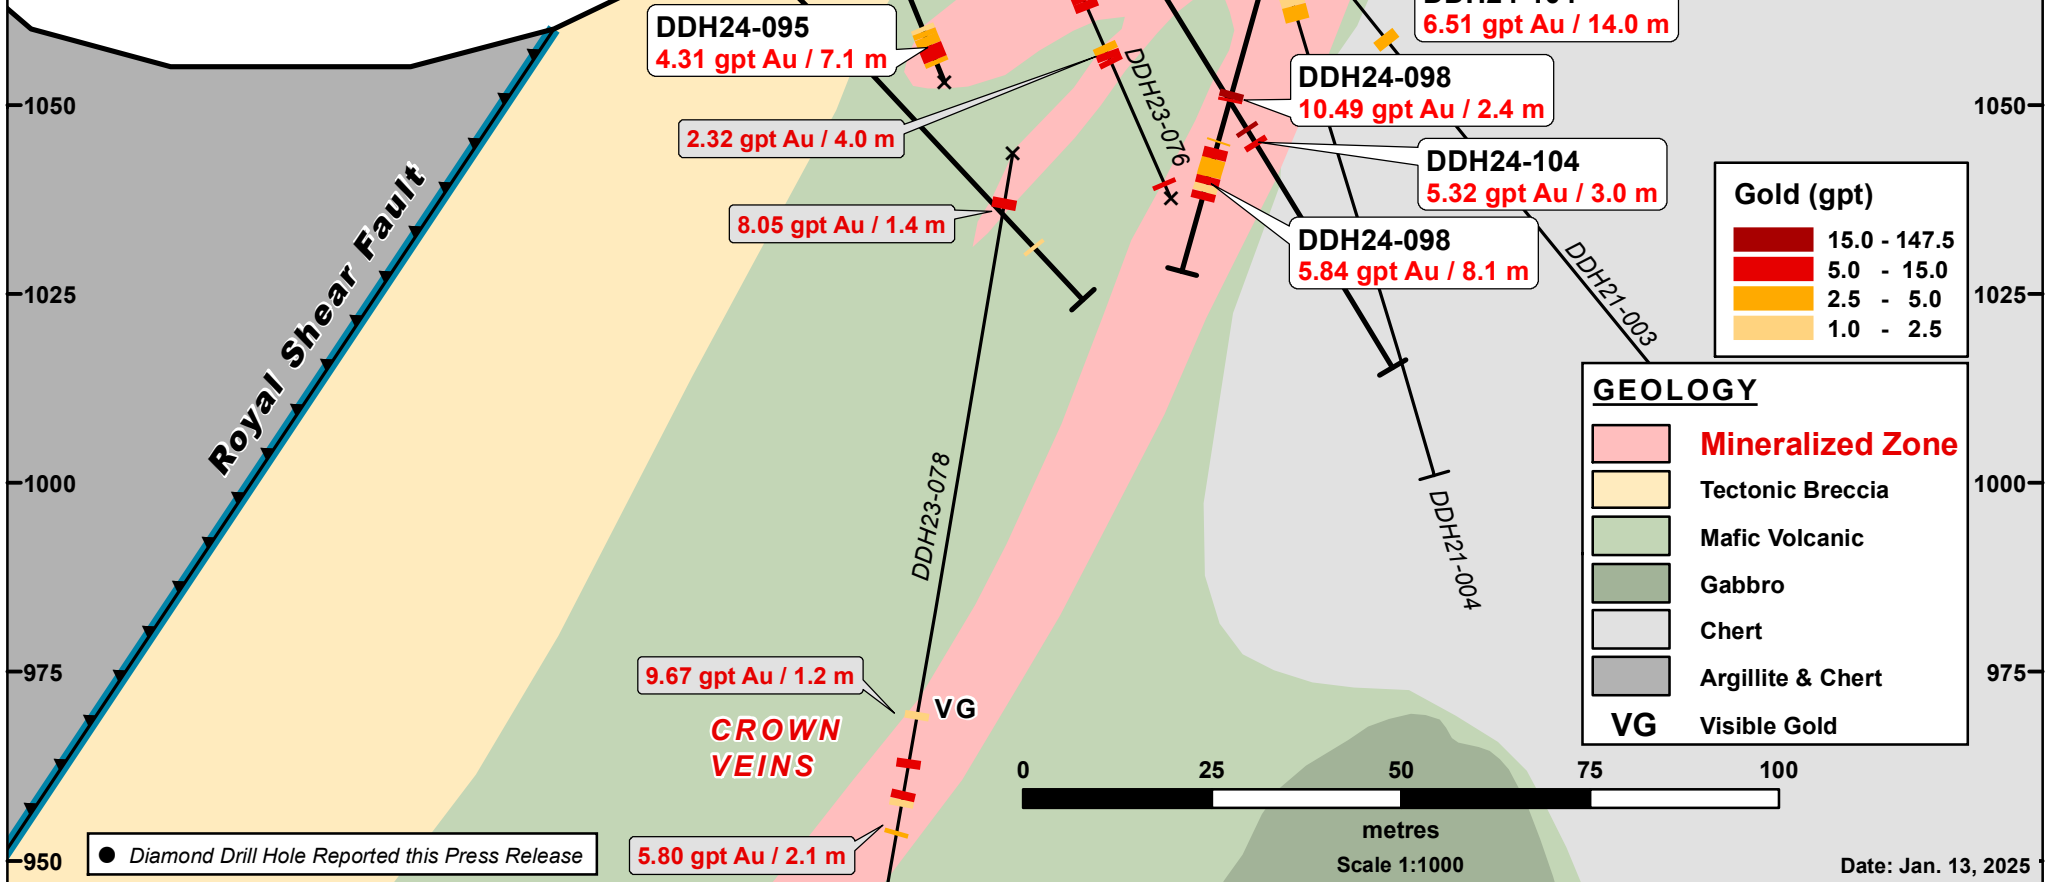 6.51 gpt Au / 14.0 m
DDH24-095
4.31 gpt Au / 7.1 m
DDH24-098
10.49 gpt Au / 2.4 m
1050
1050
2.32 gpt Au / 4.0 m
DDH23-076
DDH24-104
5.32 gpt Au / 3.0 m
8.05 gpt Au / 1.4 m
DDH24-098
5.84 gpt Au / 8.1 m
Gold (gpt)
15.0 - 147.5
5.0 - 15.0
2.5 - 5.0
1.0 - 2.5
Royal Shear Fault
1025
1025
DDH21-003
GEOLOGY
Mineralized Zone
Tectonic Breccia
Mafic Volcanic
Gabbro
Chert
Argillite & Chert
VG Visible Gold
1000
1000
DDH23-078
DDH21-004
975
975
9.67 gpt Au / 1.2 m
VG
CROWN
VEINS
0 25 50 75 100
metres
Scale 1:1000
5.80 gpt Au / 2.1 m
Diamond Drill Hole Reported this Press Release
950
Date: Jan. 13, 2025